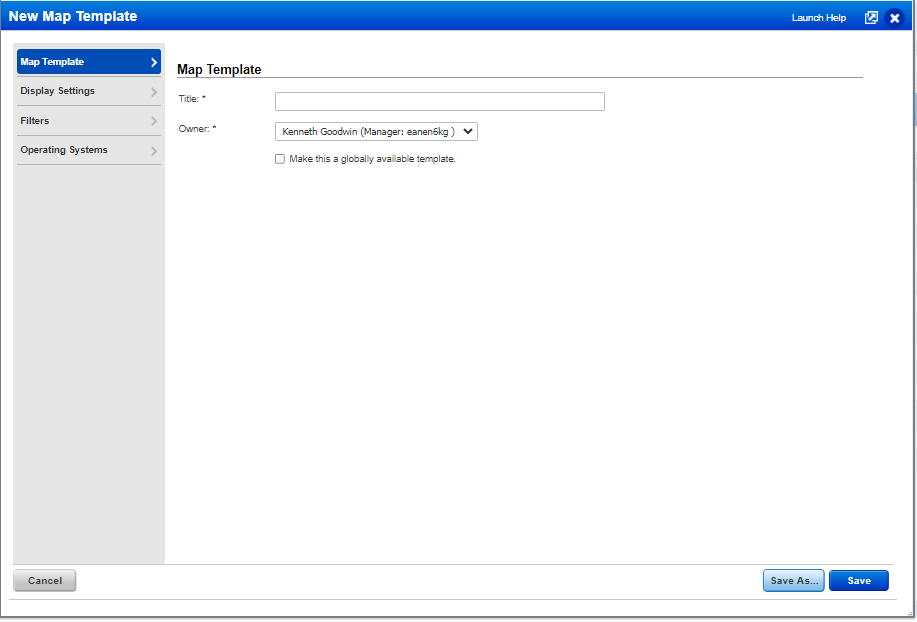 New Map Template
Launch Help
Map Template
Display Settings
Filters
Operating Systems
Map Template
Title: *
Owner: *
Kenneth Goodwin (Manager: eanen6kg )
Make this a globally available template.
Cancel
Save As...
Save